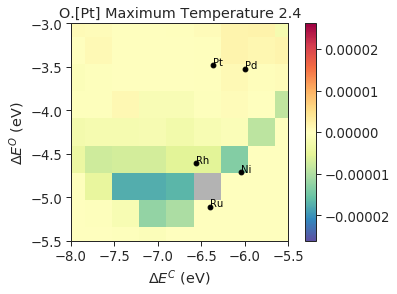 O.[Pt] Maximum Temperature 2.4
−3.0
−3.5
−4.0
−4.5
−5.0
−5.5
ΔE^O (eV)
Pt
Pd
Rh
Ni
Ru
−8.0 −7.5 −7.0 −6.5 −6.0 −5.5
ΔE^C (eV)
0.00002
0.00001
0.00000
−0.00001
−0.00002